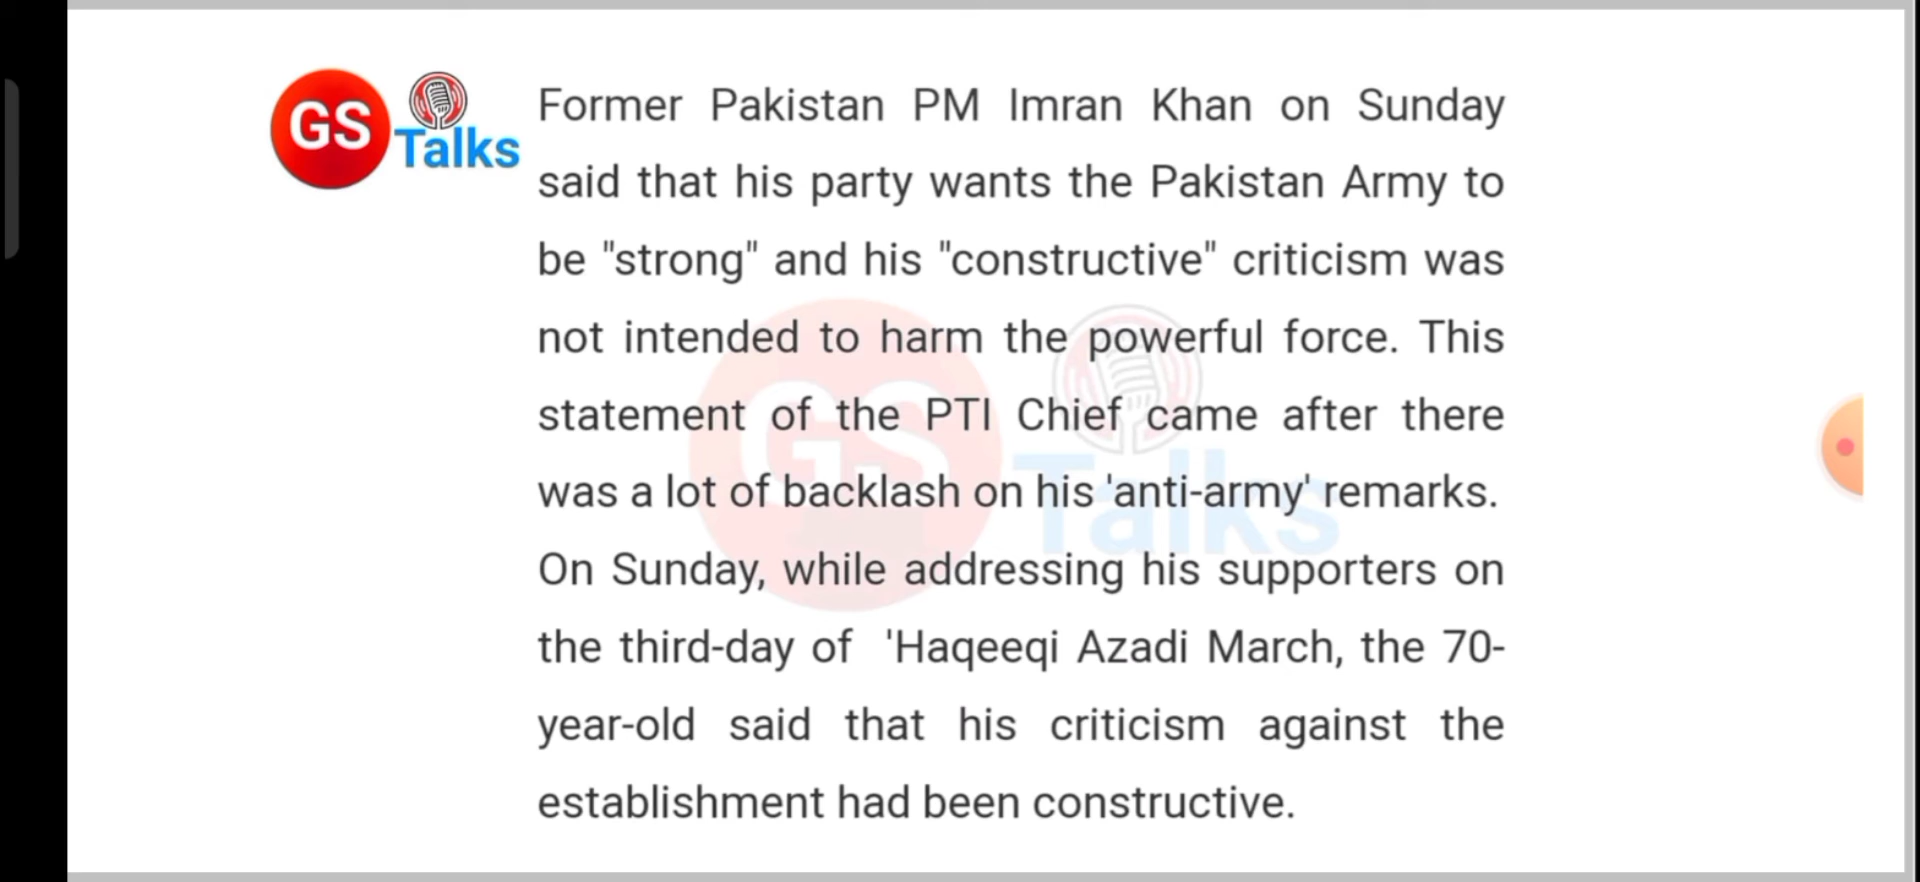 GS Talks
Former Pakistan PM Imran Khan on Sunday
said that his party wants the Pakistan Army to
be "strong" and his "constructive" criticism was
not intended to harm the powerful force. This
statement of the PTI Chief came after there
was a lot of backlash on his 'anti-army' remarks.
On Sunday, while addressing his supporters on
the third-day of  'Haqeeqi Azadi March, the 70-
year-old said that his criticism against the
establishment had been constructive.
GS Talks